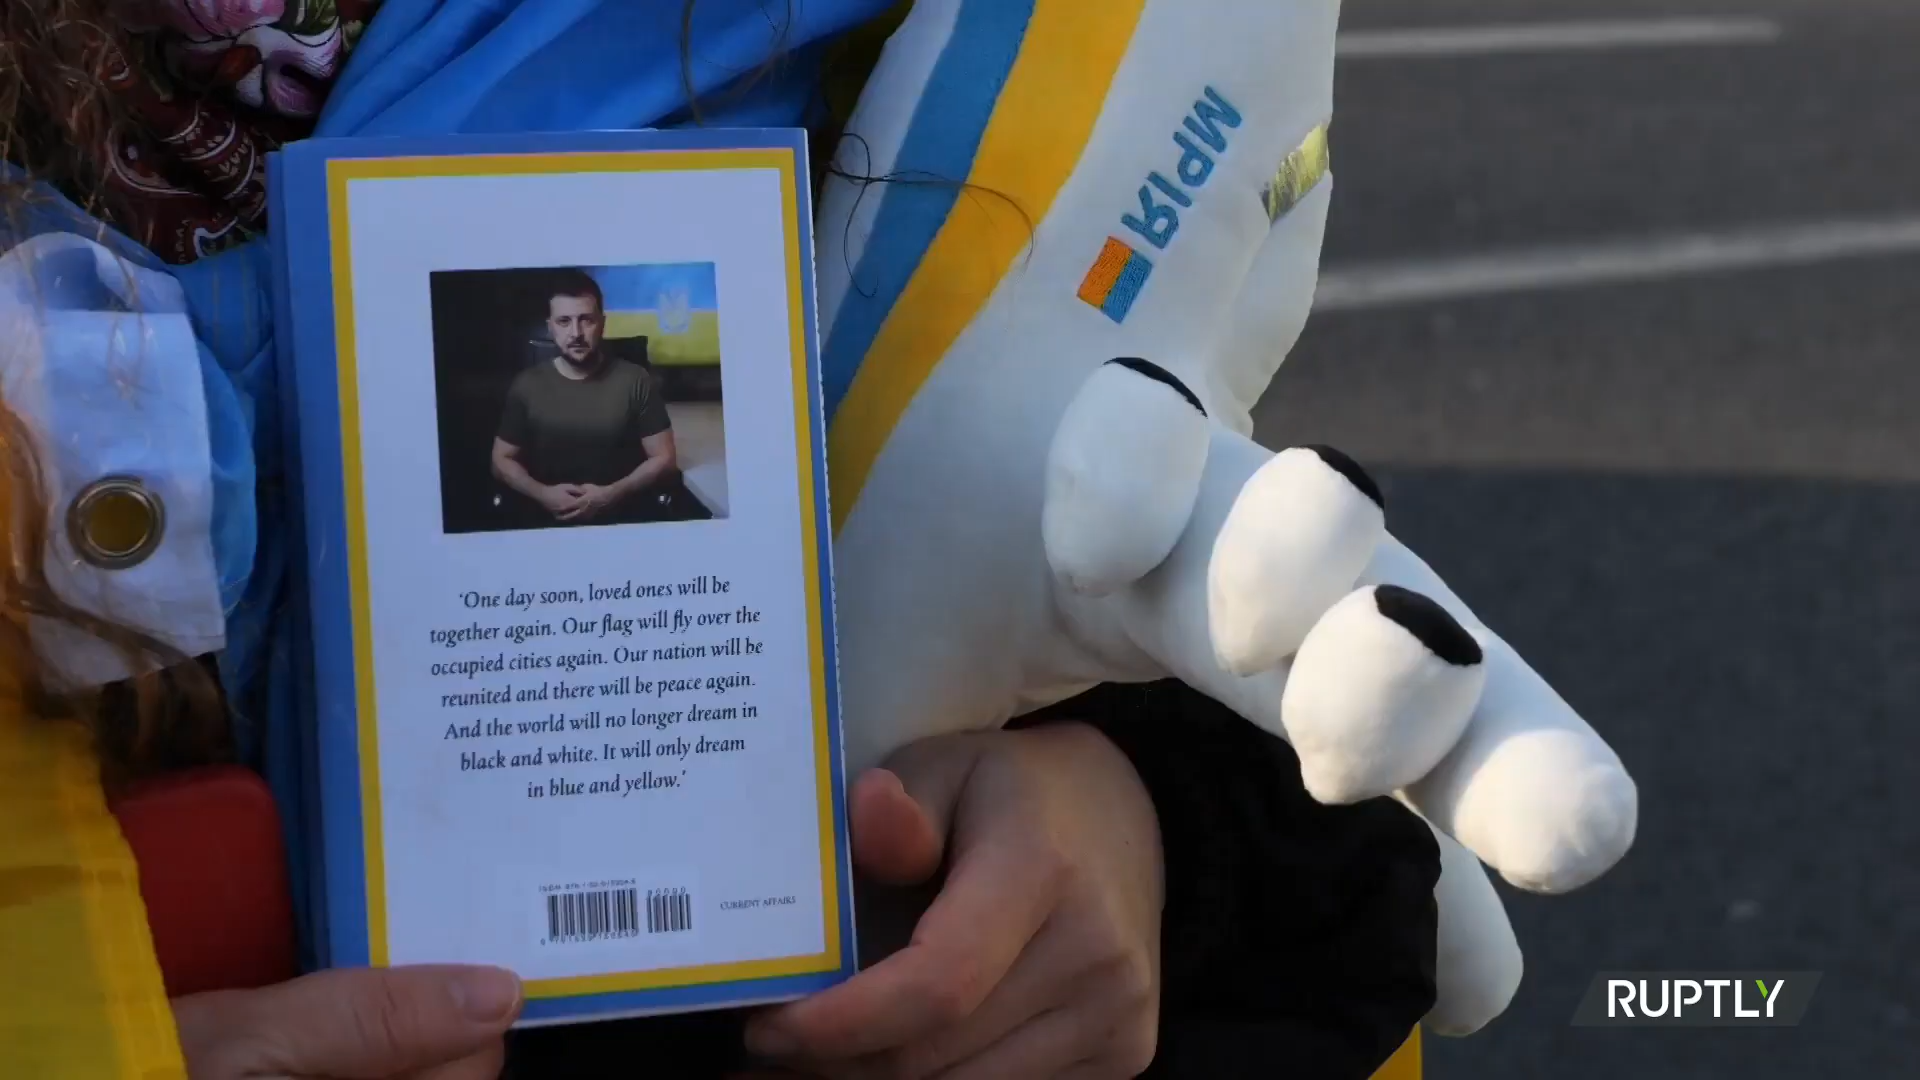 'One day soon, loved ones will be
together again. Our flag will fly over the
occupied cities again. Our nation will be
reunited and there will be peace again.
And the world will no longer dream in
black and white. It will only dream
in blue and yellow.'
CURRENT AFFAIRS
МРІЯ
RUPTLY